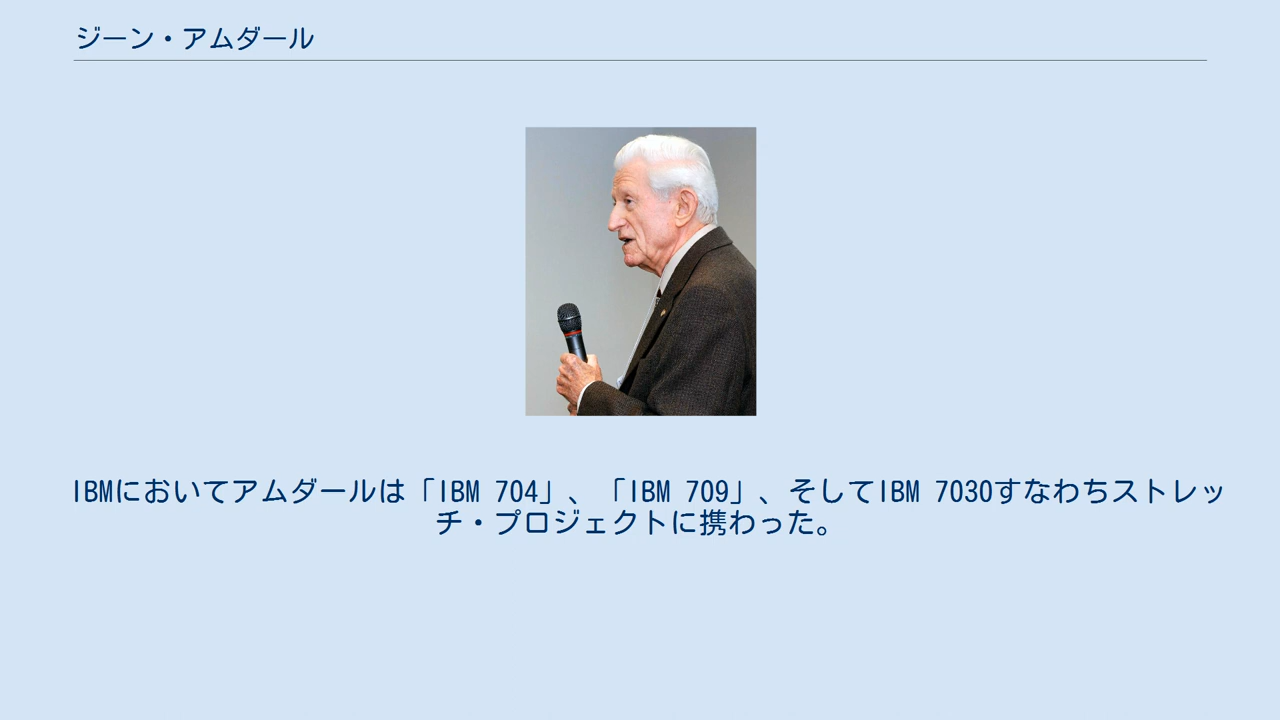 ジーン・アムダール
IBMにおいてアムダールは「IBM 704」、「IBM 709」、そしてIBM 7030すなわちストレッ
チ・プロジェクトに携わった。